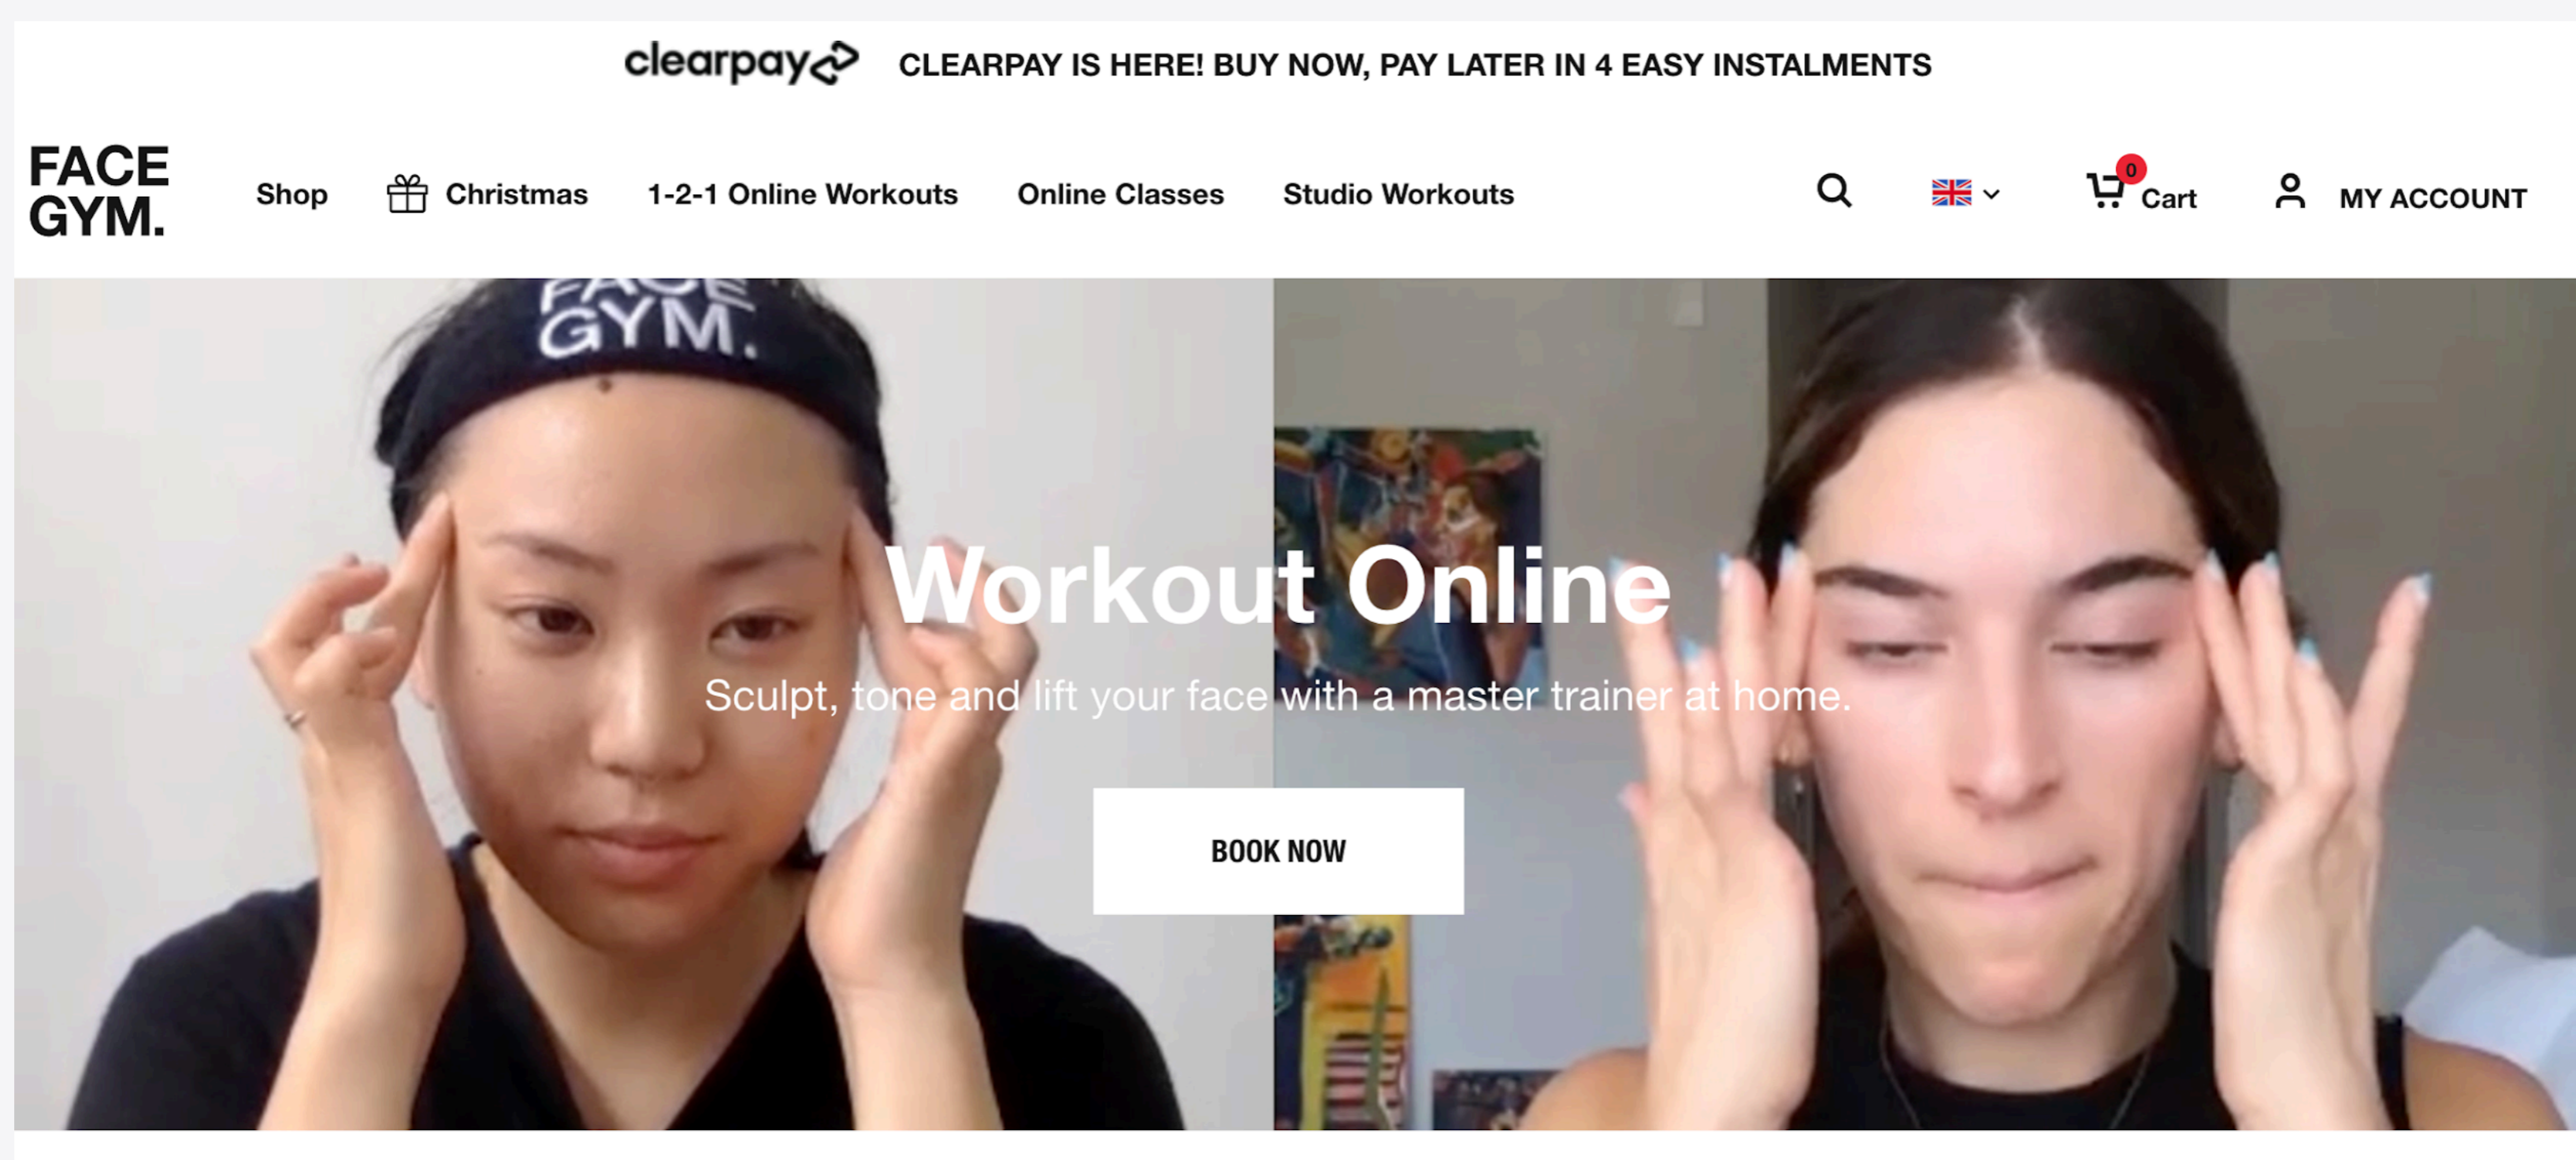 clearpay CLEARPAY IS HERE! BUY NOW, PAY LATER IN 4 EASY INSTALMENTS
FACE
GYM.
Shop Christmas 1-2-1 Online Workouts Online Classes Studio Workouts 0 Cart MY ACCOUNT
FACE
GYM.
Workout Online
Sculpt, tone and lift your face with a master trainer at home.
BOOK NOW